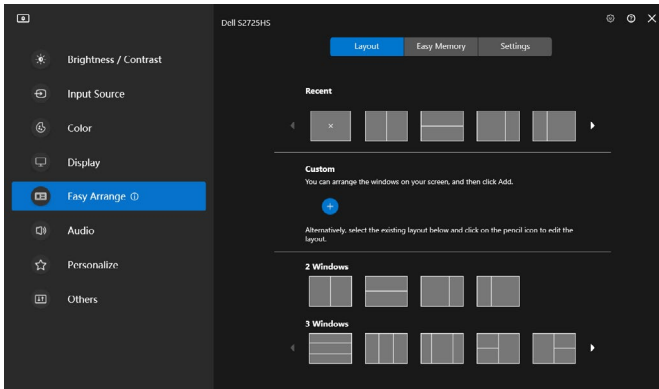 Dell S2725HS
Brightness / Contrast
Input Source
Color
Display
Easy Arrange
Audio
Personalize
Others
Layout
Easy Memory
Settings
Recent
Custom
You can arrange the windows on your screen, and then click Add.
Alternatively, select the existing layout below and click on the pencil icon to edit the
layout.
2 Windows
3 Windows